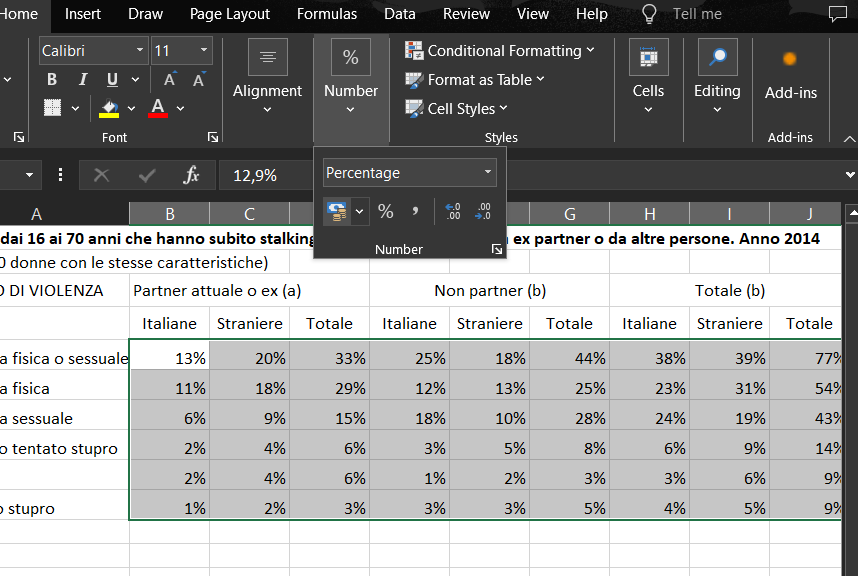 Home Insert Draw Page Layout Formulas Data Review View Help Tell me
Calibri 11 % Conditional Formatting
Alignment Number Format as Table Cells Editing Add-ins
B I U A A Cell Styles
A
Font Styles Add-ins
fx 12,9%
Percentage
% , .0 .00 .00 .0
Number
A B C G H I J
dai 16 ai 70 anni che hanno subito stalking ex partner o da altre persone. Anno 2014
0 donne con le stesse caratteristiche)
O DI VIOLENZA Partner attuale o ex (a) Non partner (b) Totale (b)
Italiane Straniere Totale Italiane Straniere Totale Italiane Straniere Totale
a fisica o sessuale 13% 20% 33% 25% 18% 44% 38% 39% 77%
a fisica 11% 18% 29% 12% 13% 25% 23% 31% 54%
a sessuale 6% 9% 15% 18% 10% 28% 24% 19% 43%
o tentato stupro 2% 4% 6% 3% 5% 8% 6% 9% 14%
2% 4% 6% 1% 2% 3% 3% 6% 9%
o stupro 1% 2% 3% 3% 3% 5% 4% 5% 9%